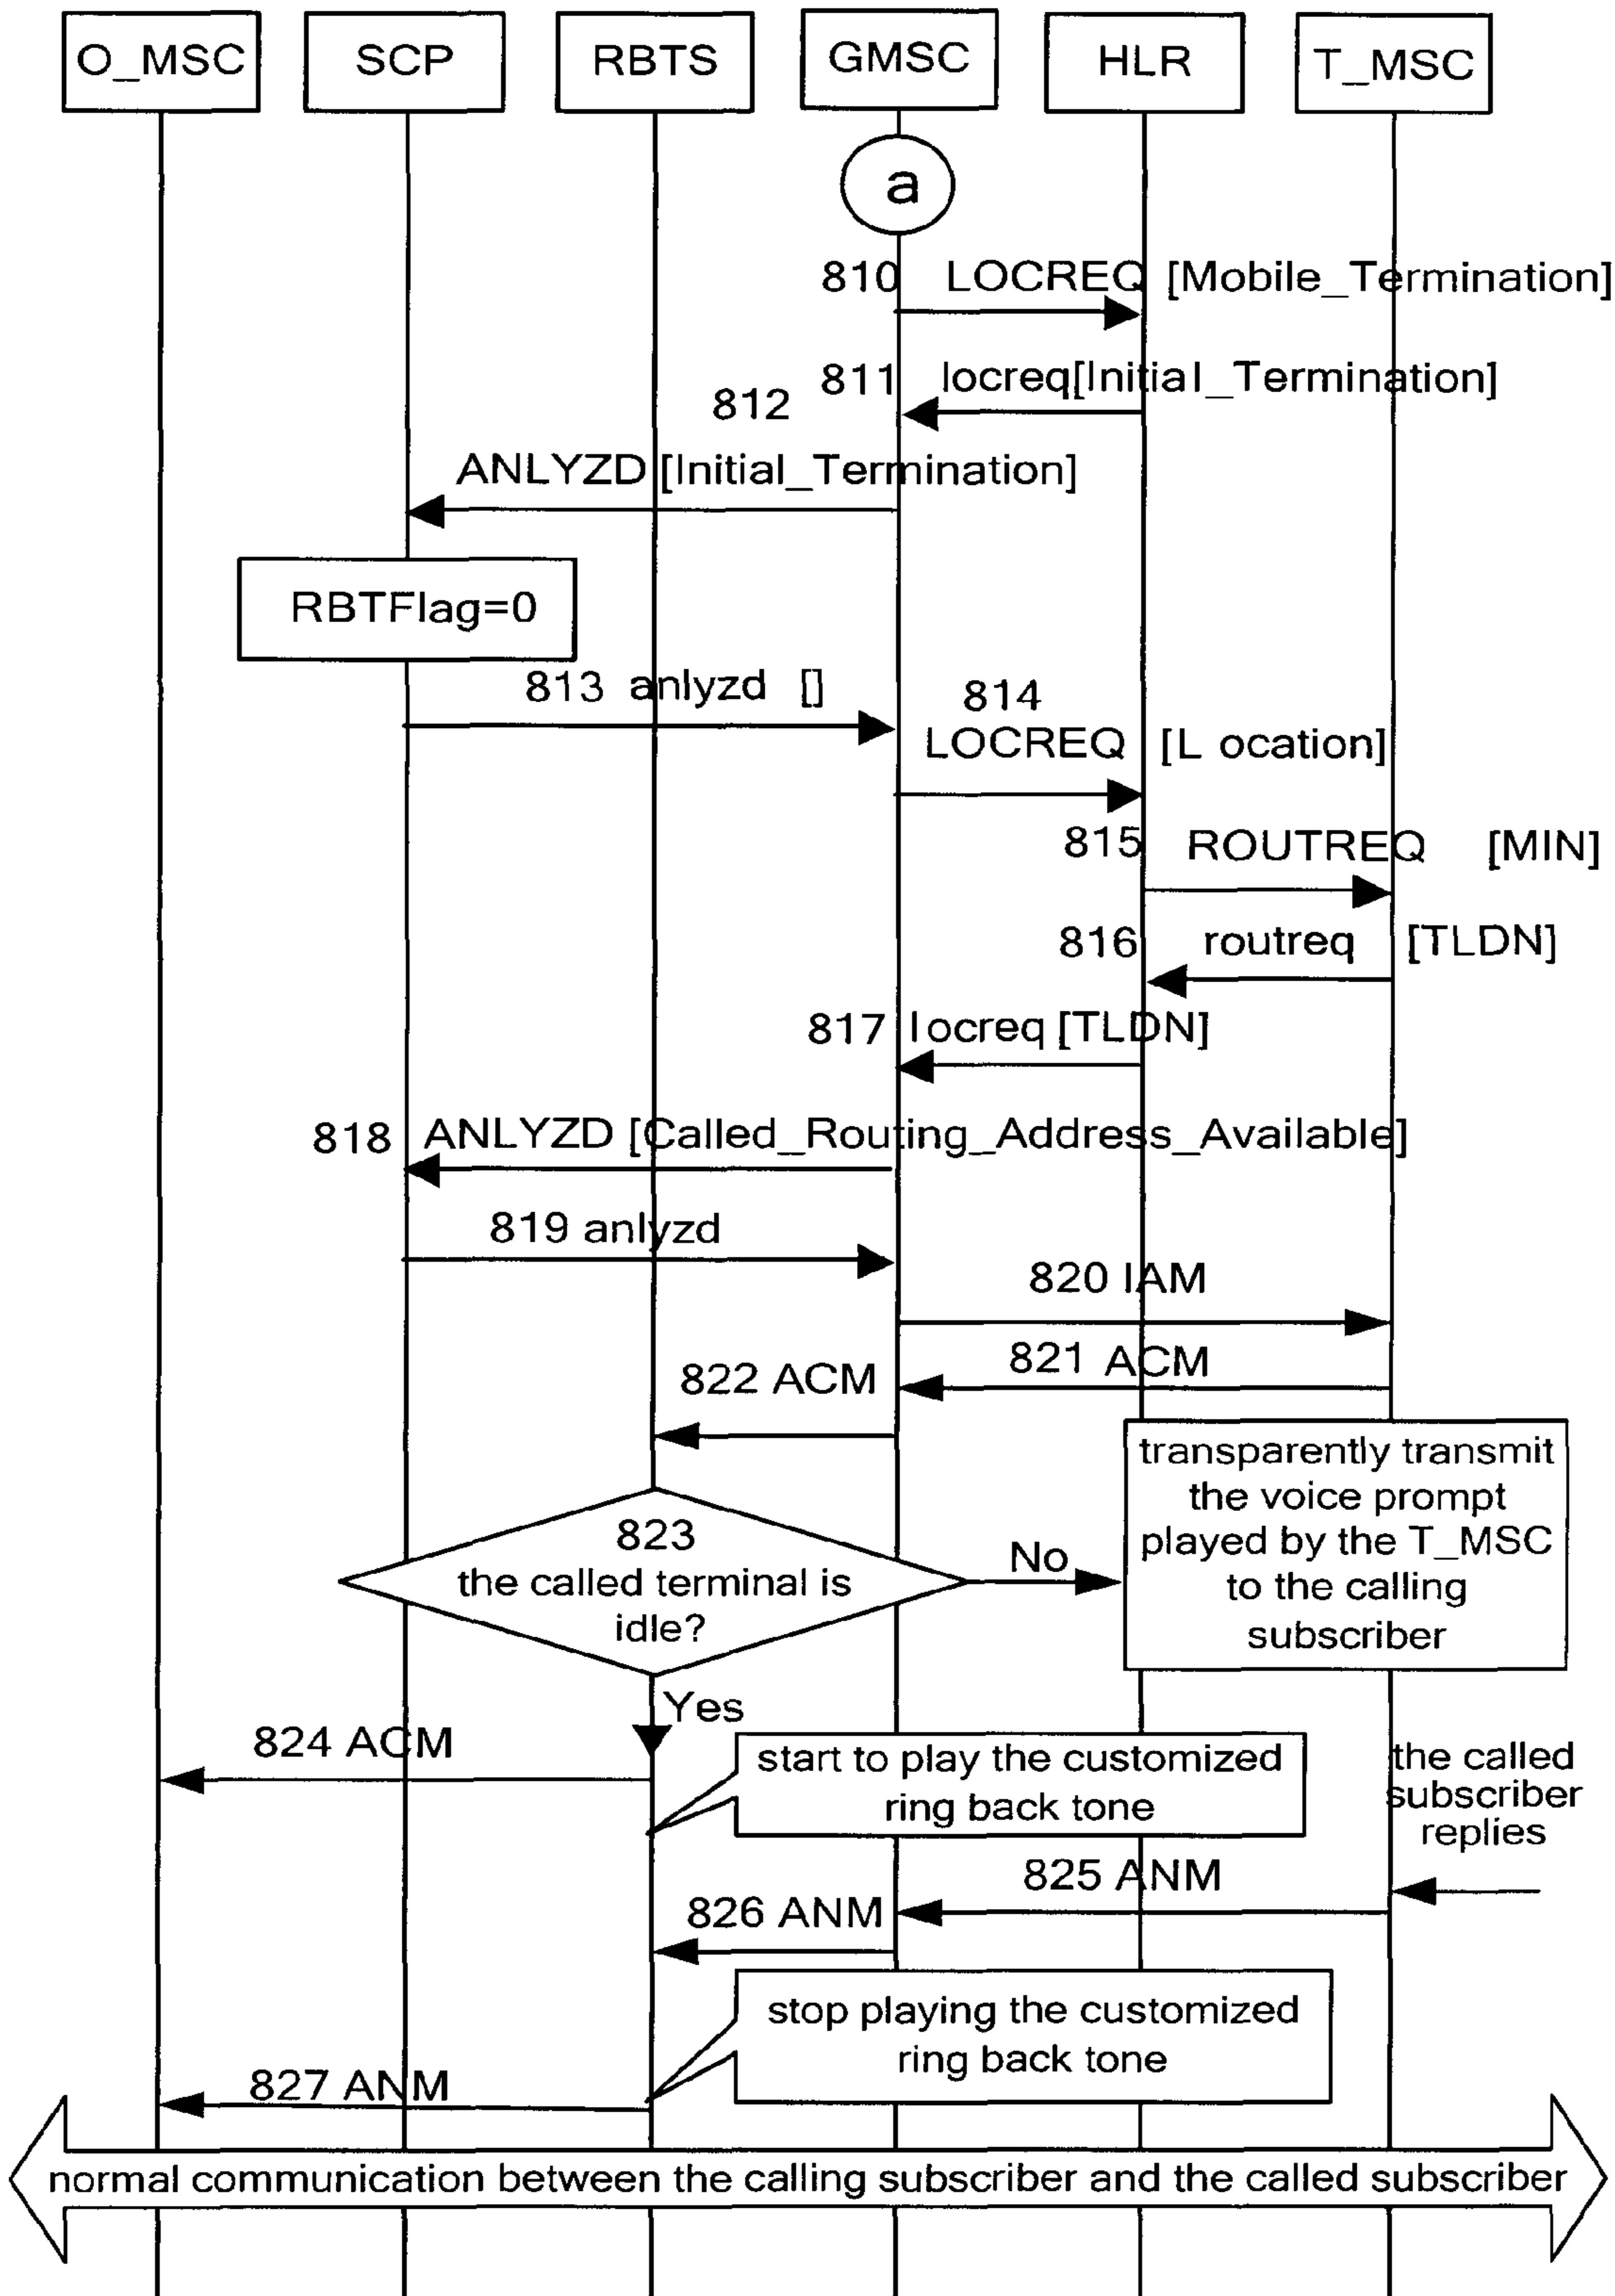 O_MSC
SCP
RBTS
GMSC
HLR
T_MSC
a
810 LOCREQ [Mobile_Termination]
811 locreq[Initial_Termination]
812
ANLYZD [Initial_Termination]
RBTFlag=0
813 anlyzd []
814
LOCREQ [L ocation]
815 ROUTREQ [MIN]
816 routreq [TLDN]
817 locreq [TLDN]
818 ANLYZD [Called_Routing_Address_Available]
819 anlyzd
820 IAM
821 ACM
822 ACM
transparently transmit
the voice prompt
played by the T_MSC
to the calling
subscriber
823
the called terminal is
idle?
No
Yes
824 ACM
start to play the customized
ring back tone
the called
subscriber
replies
825 ANM
826 ANM
stop playing the customized
ring back tone
827 ANM
normal communication between the calling subscriber and the called subscriber